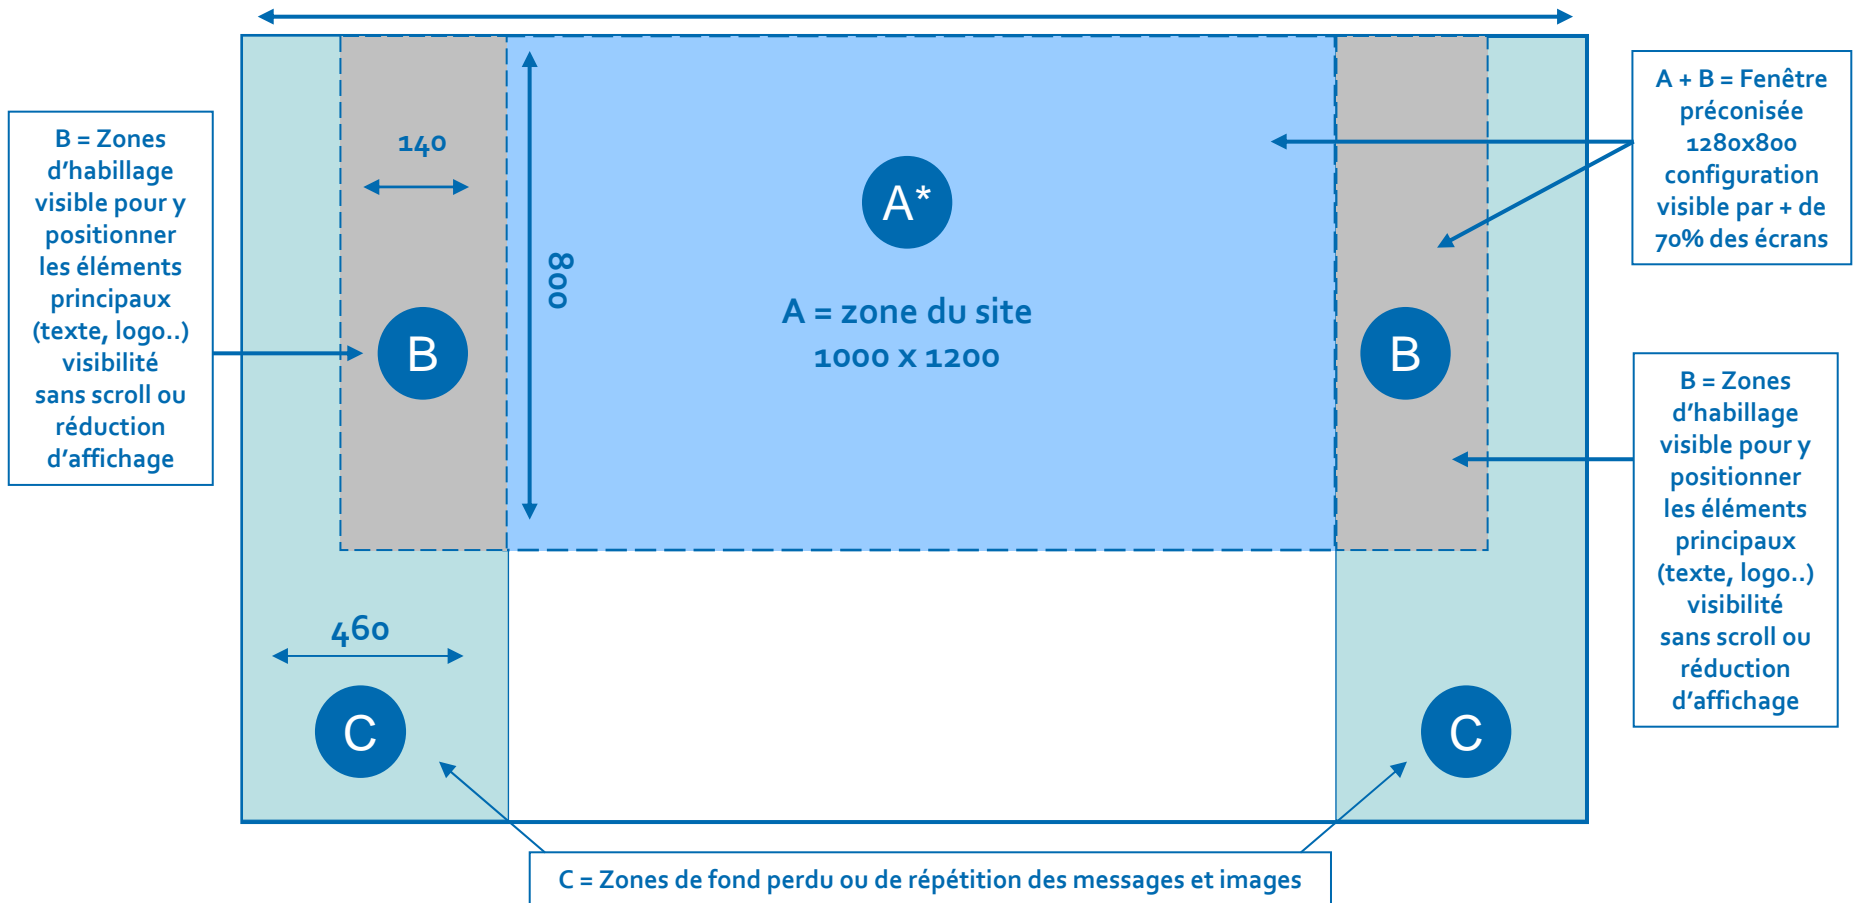 B = Zones
d'habillage
visible pour y
positionner
les éléments
principaux
(texte, logo..)
visibilité
sans scroll ou
réduction
d'affichage
140
B
800
A*
A = zone du site
1000 x 1200
B
A + B = Fenêtre
préconisée
1280x800
configuration
visible par + de
70% des écrans
B = Zones
d'habillage
visible pour y
positionner
les éléments
principaux
(texte, logo..)
visibilité
sans scroll ou
réduction
d'affichage
460
C
C
C = Zones de fond perdu ou de répétition des messages et images